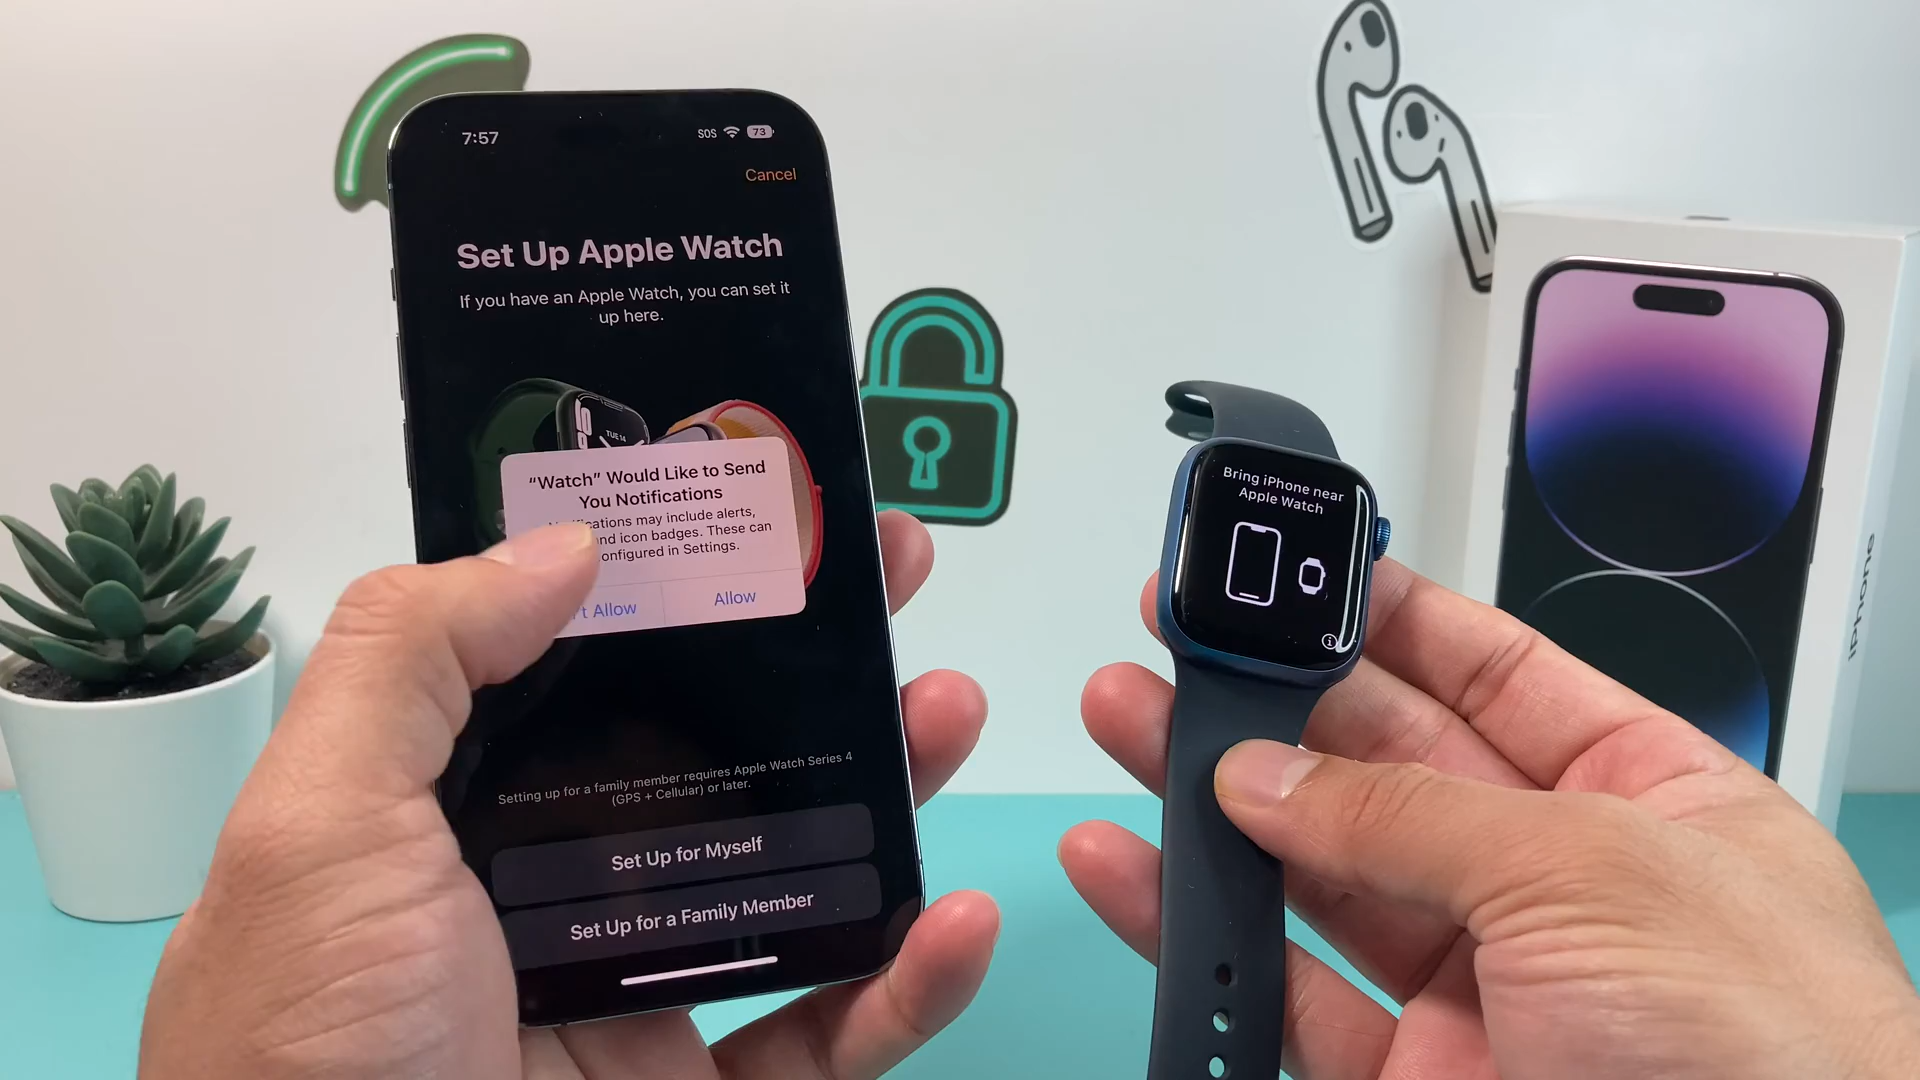 7:57
SOS
73
Cancel
Set Up Apple Watch
If you have an Apple Watch, you can set it
up here.
TUE 14
“Watch” Would Like to Send
You Notifications
may include alerts,
icon badges. These can
in Settings.
Allow
Allow
Setting up for a family member requires Apple Watch Series 4
(GPS + Cellular) or later.
Set Up for Myself
Set Up for a Family Member
Bring iPhone near
Apple Watch
iPhone